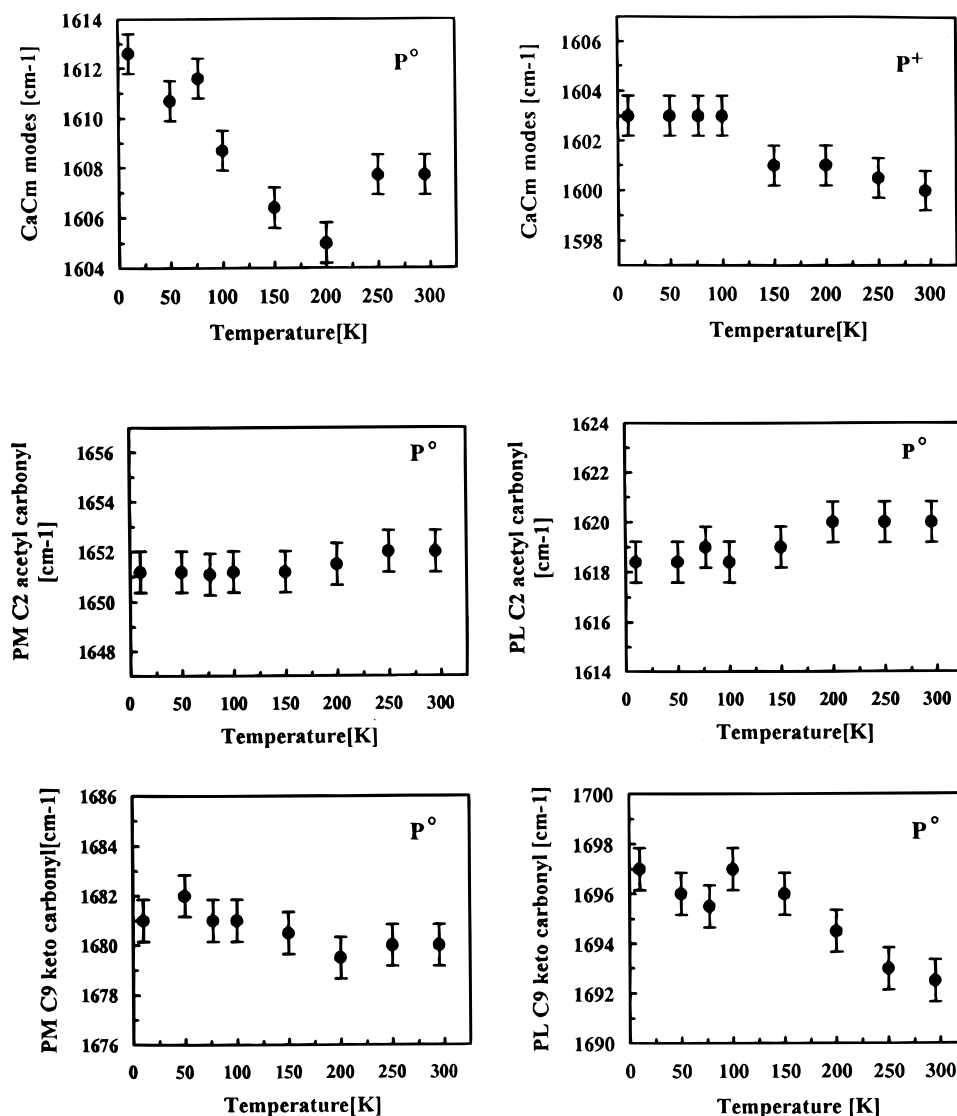 CaCm modes [cm-1]
1614
1612
1610
1608
1606
1604
P°
0 50 100 150 200 250 300
Temperature[K]
CaCm modes [cm-1]
1606
1604
1602
1600
1598
P+
0 50 100 150 200 250 300
Temperature[K]
PM C2 acetyl carbonyl
[cm-1]
1656
1654
1652
1650
1648
P°
0 50 100 150 200 250 300
Temperature[K]
PL C2 acetyl carbonyl
[cm-1]
1624
1622
1620
1618
1616
1614
P°
0 50 100 150 200 250 300
Temperature[K]
PM C9 keto carbonyl[cm-1]
1686
1684
1682
1680
1678
1676
P°
0 50 100 150 200 250 300
Temperature[K]
PL C9 keto carbonyl [cm-1]
1700
1698
1696
1694
1692
1690
P°
0 50 100 150 200 250 300
Temperature [K]